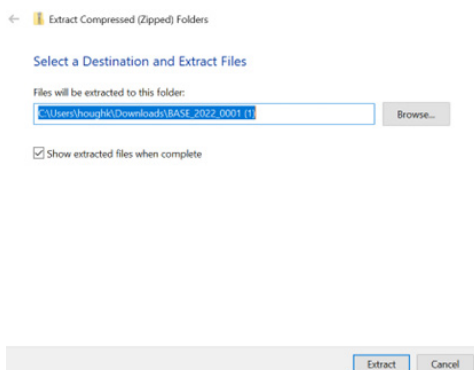 Extract Compressed (Zipped) Folders
Select a Destination and Extract Files
Files will be extracted to this folder:
C:\Users\houghk\Downloads\BASE_2022_0001 (1)
Browse...
Show extracted files when complete
Extract
Cancel